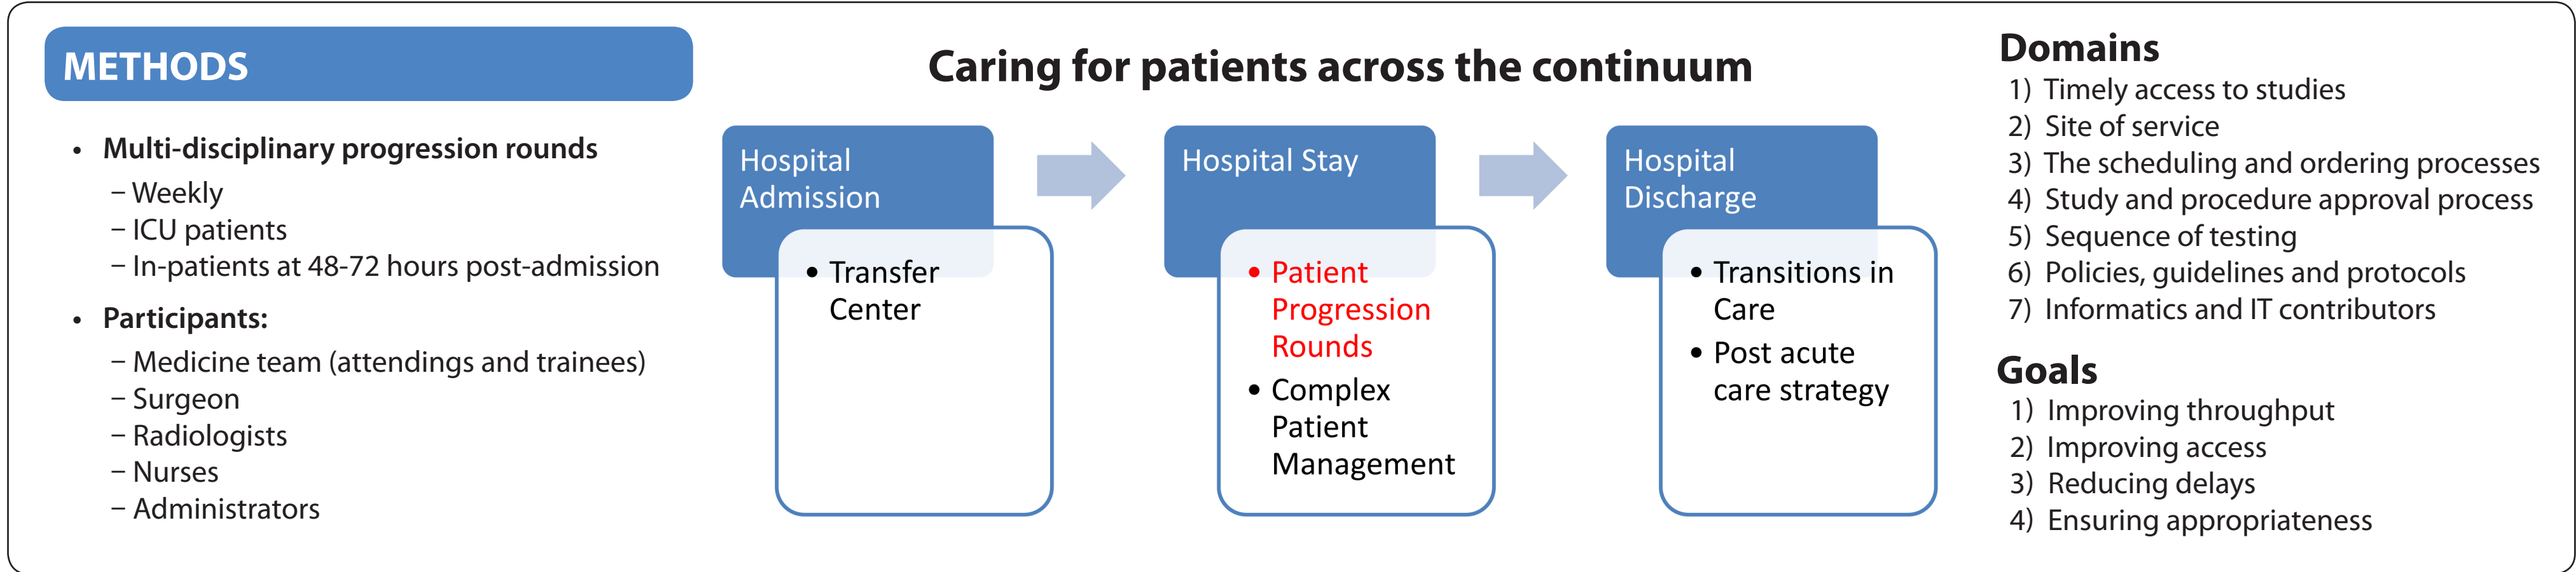 METHODS
• Multi-disciplinary progression rounds
– Weekly
– ICU patients
– In-patients at 48-72 hours post-admission
• Participants:
– Medicine team (attendings and trainees)
– Surgeon
– Radiologists
– Nurses
– Administrators
Caring for patients across the continuum
Hospital
Admission
• Transfer
Center
Hospital Stay
• Patient
Progression
Rounds
• Complex
Patient
Management
Hospital
Discharge
• Transitions in
Care
• Post acute
care strategy
Domains
1) Timely access to studies
2) Site of service
3) The scheduling and ordering processes
4) Study and procedure approval process
5) Sequence of testing
6) Policies, guidelines and protocols
7) Informatics and IT contributors
Goals
1) Improving throughput
2) Improving access
3) Reducing delays
4) Ensuring appropriateness